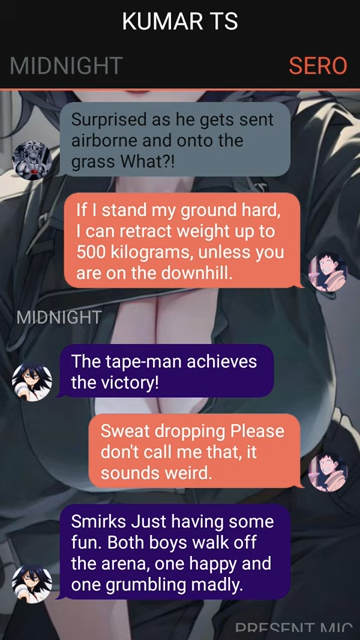 KUMAR TS
MIDNIGHT
SERO
Surprised as he gets sent
airborne and onto the
grass What?!
If I stand my ground hard,
I can retract weight up to
500 kilograms, unless you
are on the downhill.
MIDNIGHT
The tape-man achieves
the victory!
Sweat dropping Please
don't call me that, it
sounds weird.
Smirks Just having some
fun. Both boys walk off
the arena, one happy and
one grumbling madly.
PRESENT MIC